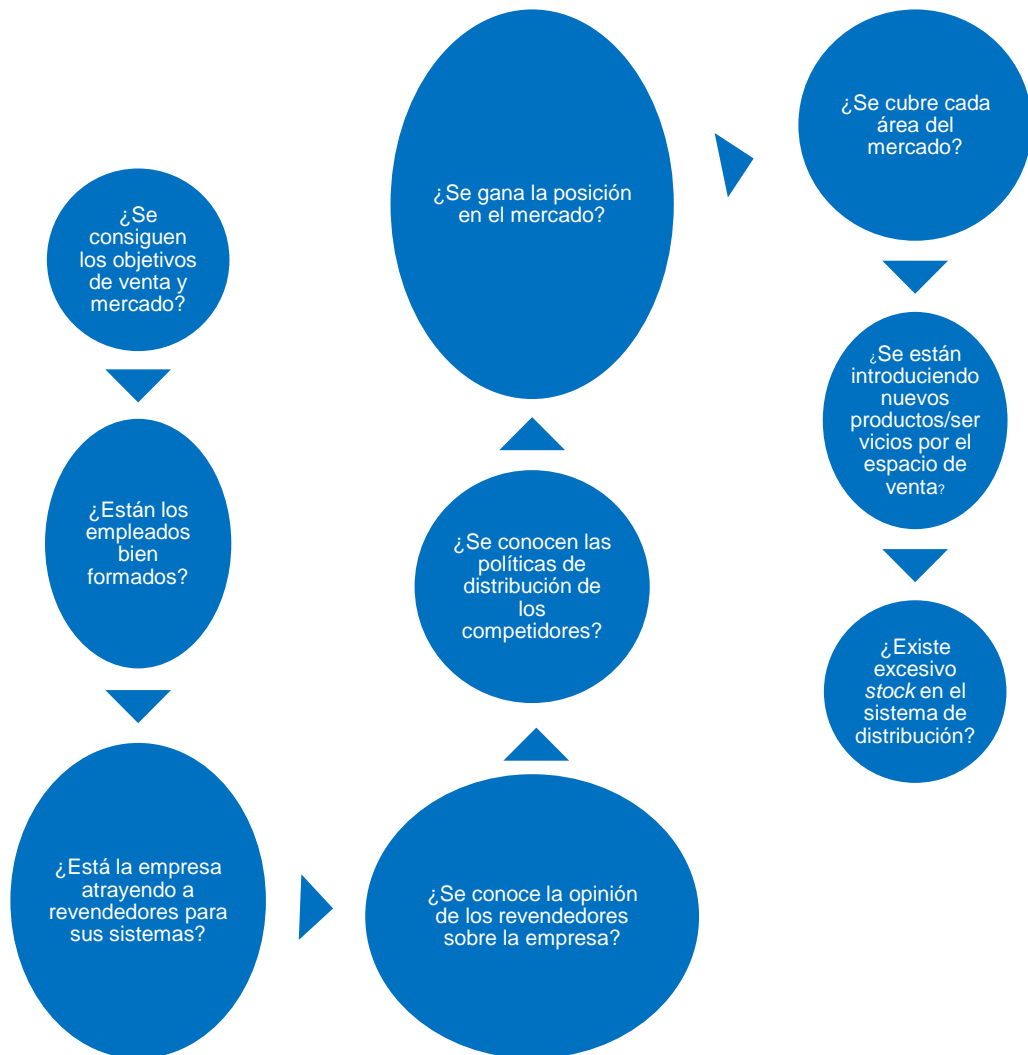 ¿Se
consiguen
los objetivos
de venta y
mercado?
¿Están los
empleados
bien
formados?
¿Está la empresa
atrayendo a
revendedores para
sus sistemas?
¿Se conoce la opinión
de los revendedores
sobre la empresa?
¿Se conocen las
políticas de
distribución de
los
competidores?
¿Se gana la posición
en el mercado?
¿Se cubre cada
área del
mercado?
¿Se están
introduciendo
nuevos
productos/ser
vicios por el
espacio de
venta?
¿Existe
excesivo
stock en el
sistema de
distribución?